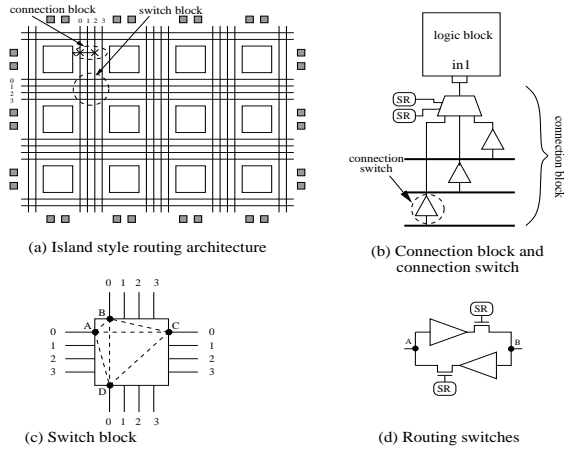 connection block
switch block
0 1 2 3
0
1
2
3
(a) Island style routing architecture
logic block
in1
SR
SR
connection
switch
connection block
(b) Connection block and
connection switch
0 1 2 3
B
A
C
0
1
2
3
0
1
2
3
D
0 1 2 3
(c) Switch block
SR
A
B
SR
(d) Routing switches